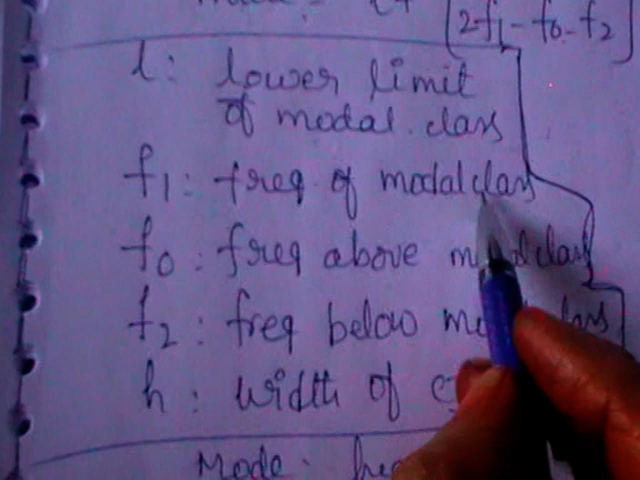 [2f1 - f0 - f2]
l: lower limit
of modal class
f1: freq of modal class
f0: freq above class
f2: freq below
h: width of
Mode: